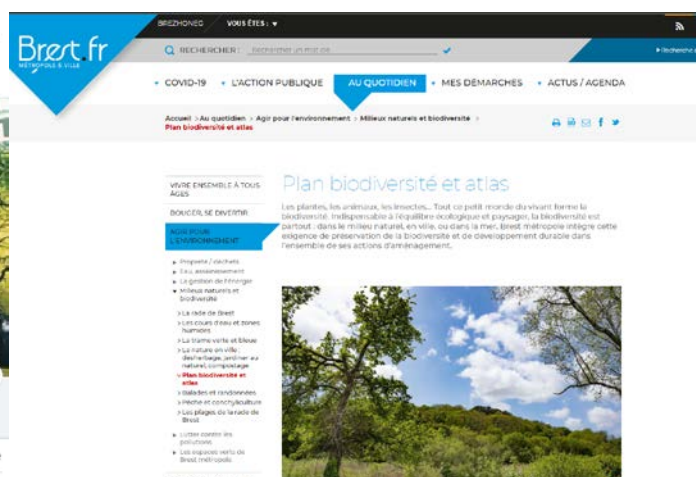 BREZHONEG VOUS ÊTES :
Brest.fr
MÉTROPOLE & VILLE
RECHERCHER : Rechercher un mot clé
Recherche
COVID-19 L'ACTION PUBLIQUE AU QUOTIDIEN MES DÉMARCHES ACTUS / AGENDA
Accueil > Au quotidien > Agir pour l'environnement > Milieux naturels et biodiversité >
Plan biodiversité et atlas
VIVRE ENSEMBLE À TOUS
ÂGES
BOUGER, SE DIVERTIR
AGIR POUR
L'ENVIRONNEMENT
Propreté / déchets
Eau, assainissement
La gestion de l'énergie
Milieux naturels et
biodiversité
> La rade de Brest
> Les cours d'eau et zones
humides
> La trame verte et bleue
> La nature en ville :
désherbage, jardiner au
naturel, compostage
> Plan biodiversité et
atlas
> Balades et randonnées
> Pêche et conchyliculture
> Les plages de la rade de
Brest
Lutter contre les
pollutions
Les espaces verts de
Brest métropole
Plan biodiversité et atlas
Les plantes, les animaux, les insectes... Tout ce petit monde du vivant forme la
biodiversité. Indispensable à l'équilibre écologique et paysager, la biodiversité est
partout : dans le milieu naturel, en ville, ou dans la mer, Brest métropole intègre cette
exigence de préservation de la biodiversité et de développement durable dans
l'ensemble de ses actions d'aménagement.